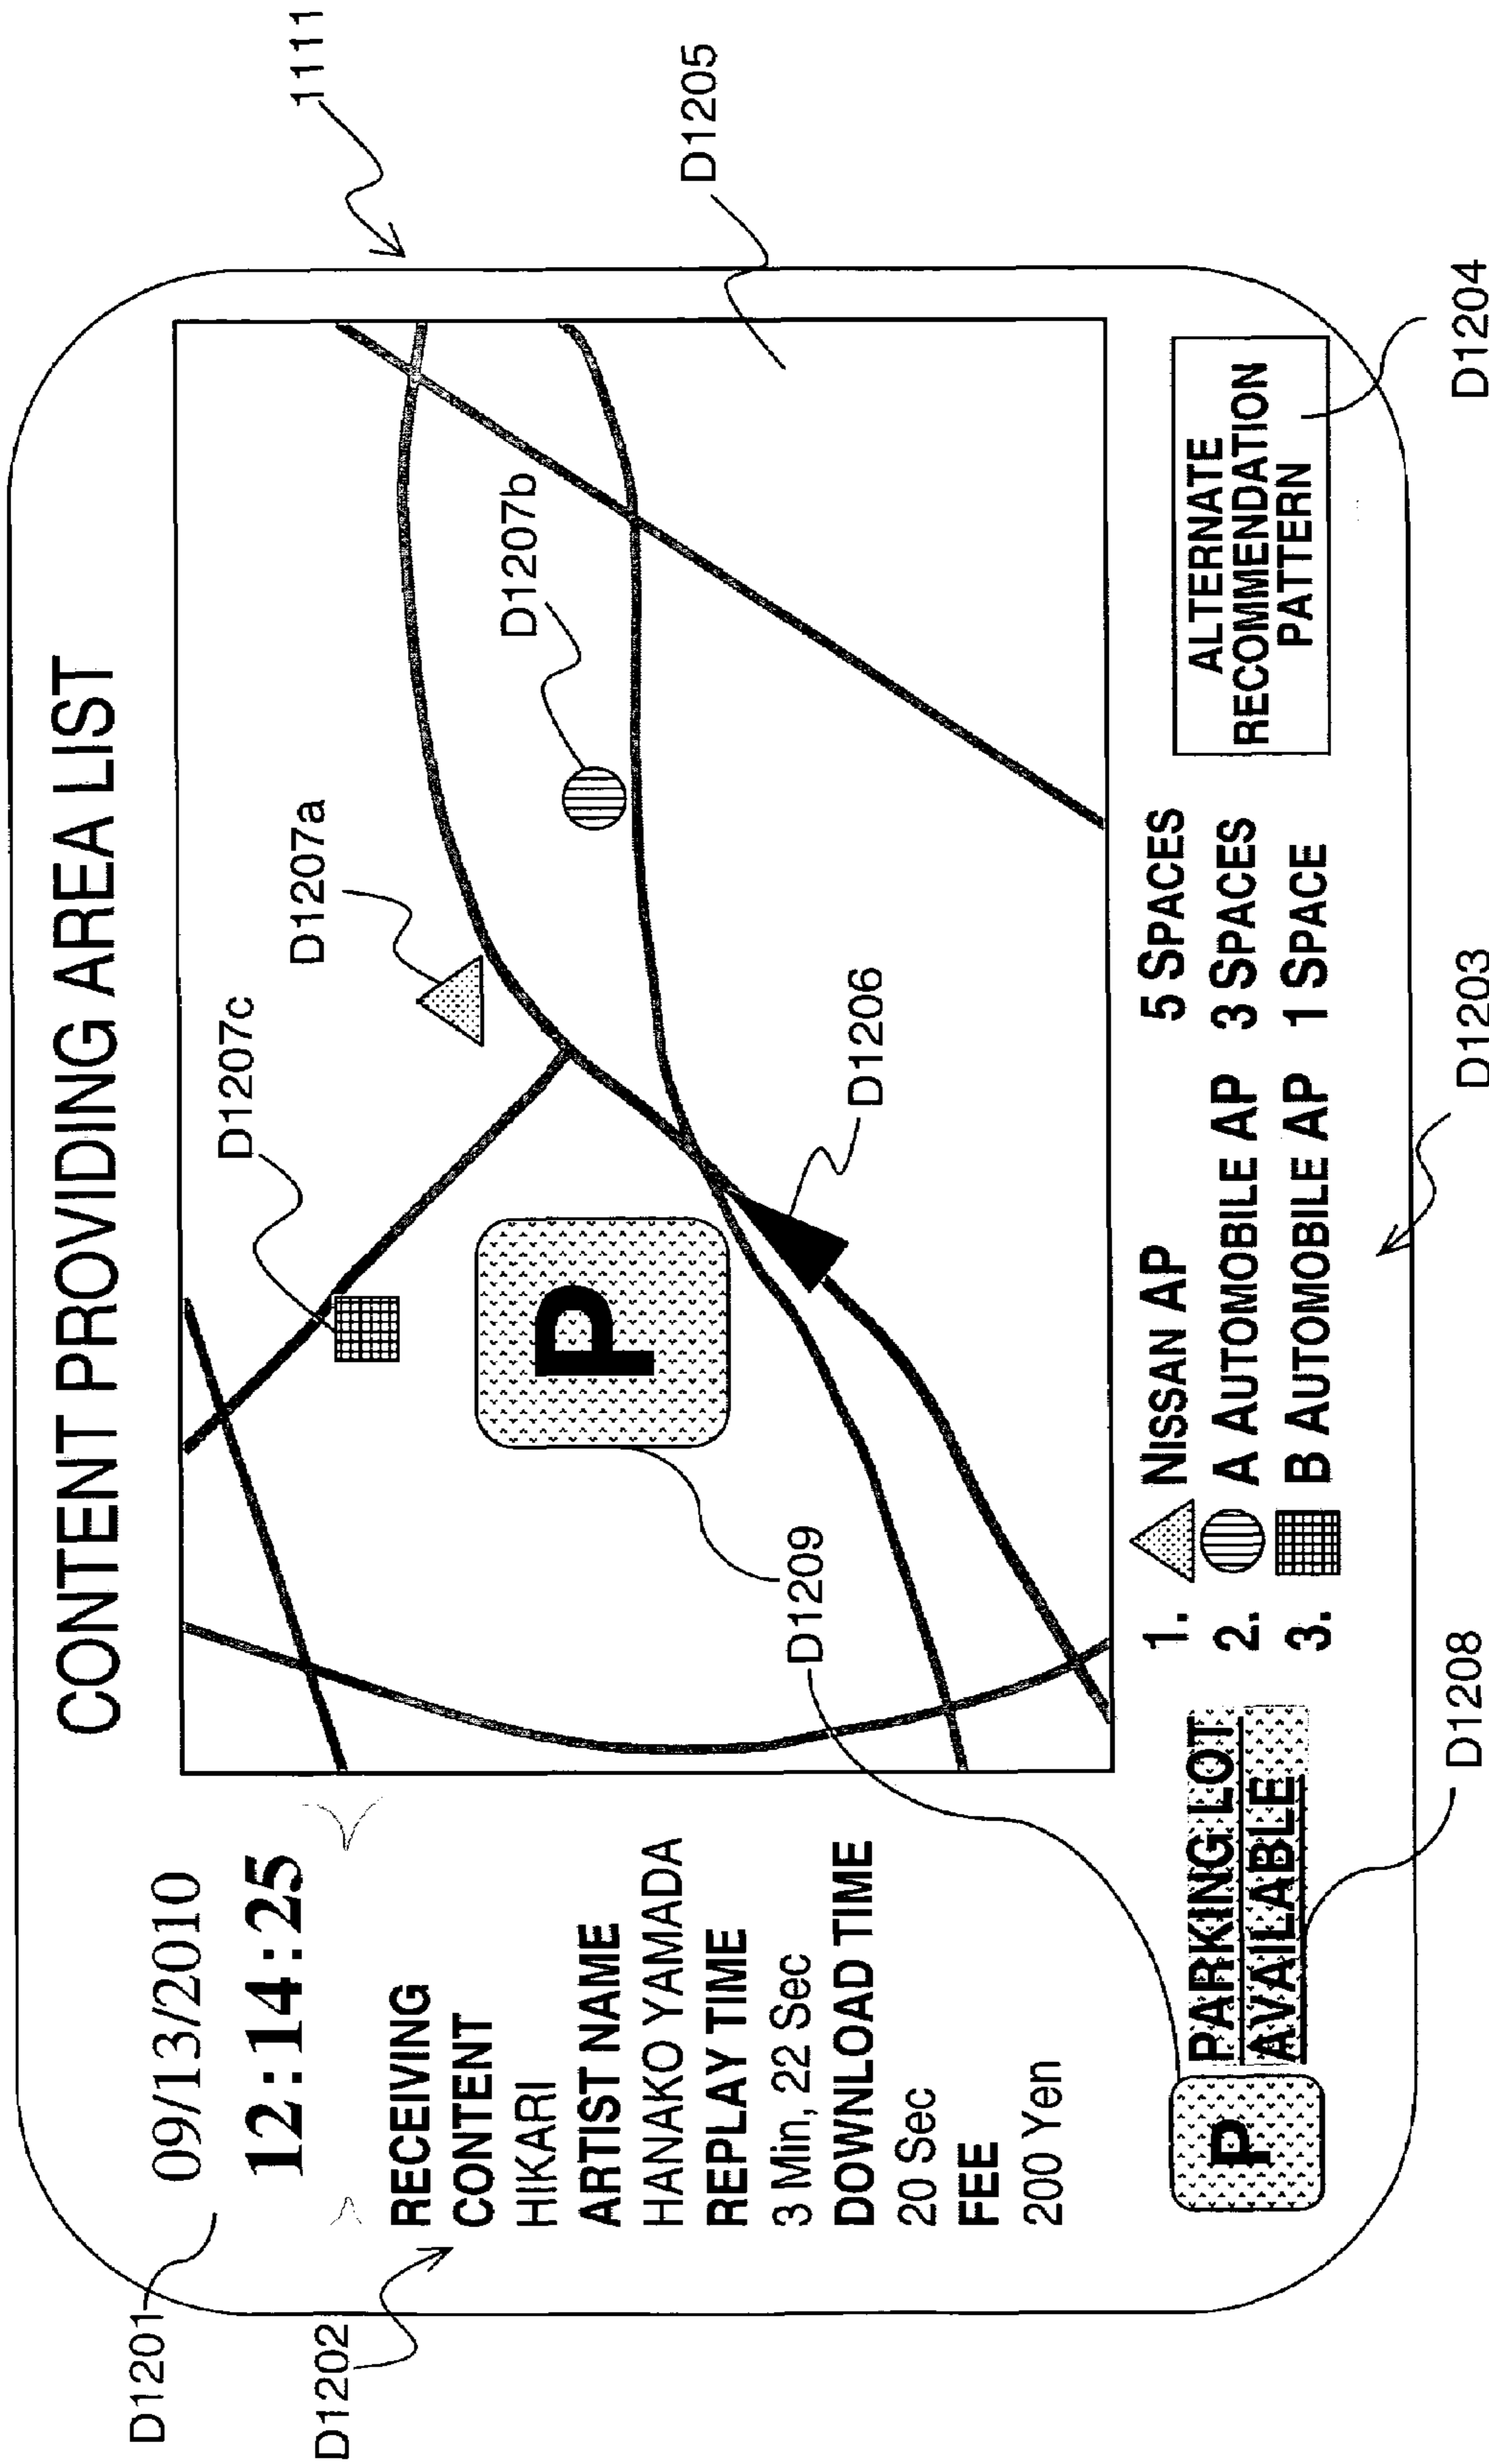 CONTENT PROVIDING AREA LIST
1111
D1201
09/13/2010
12:14:25
D1202
RECEIVING
CONTENT
HIKARI
ARTIST NAME
HANAKO YAMADA
REPLAY TIME
3 Min, 22 Sec
DOWNLOAD TIME
20 Sec
FEE
200 Yen
D1207c
D1207a
D1207b
D1205
P
D1206
D1209
P
PARKING LOT
AVAILABLE
D1208
1. NISSAN AP 5 SPACES
2. A AUTOMOBILE AP 3 SPACES
3. B AUTOMOBILE AP 1 SPACE
D1203
ALTERNATE
RECOMMENDATION
PATTERN
D1204